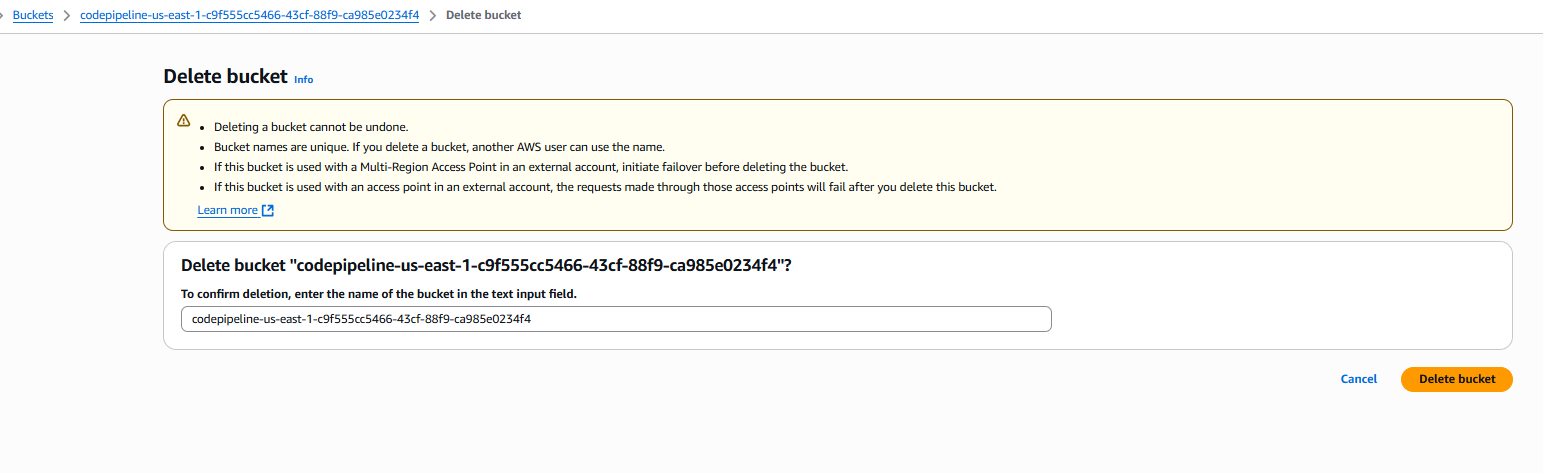 Buckets > codepipeline-us-east-1-c9f555cc5466-43cf-88f9-ca985e0234f4 > Delete bucket
Delete bucket Info
• Deleting a bucket cannot be undone.
• Bucket names are unique. If you delete a bucket, another AWS user can use the name.
• If this bucket is used with a Multi-Region Access Point in an external account, initiate failover before deleting the bucket.
• If this bucket is used with an access point in an external account, the requests made through those access points will fail after you delete this bucket.
Learn more
Delete bucket "codepipeline-us-east-1-c9f555cc5466-43cf-88f9-ca985e0234f4"?
To confirm deletion, enter the name of the bucket in the text input field.
codepipeline-us-east-1-c9f555cc5466-43cf-88f9-ca985e0234f4
Cancel Delete bucket